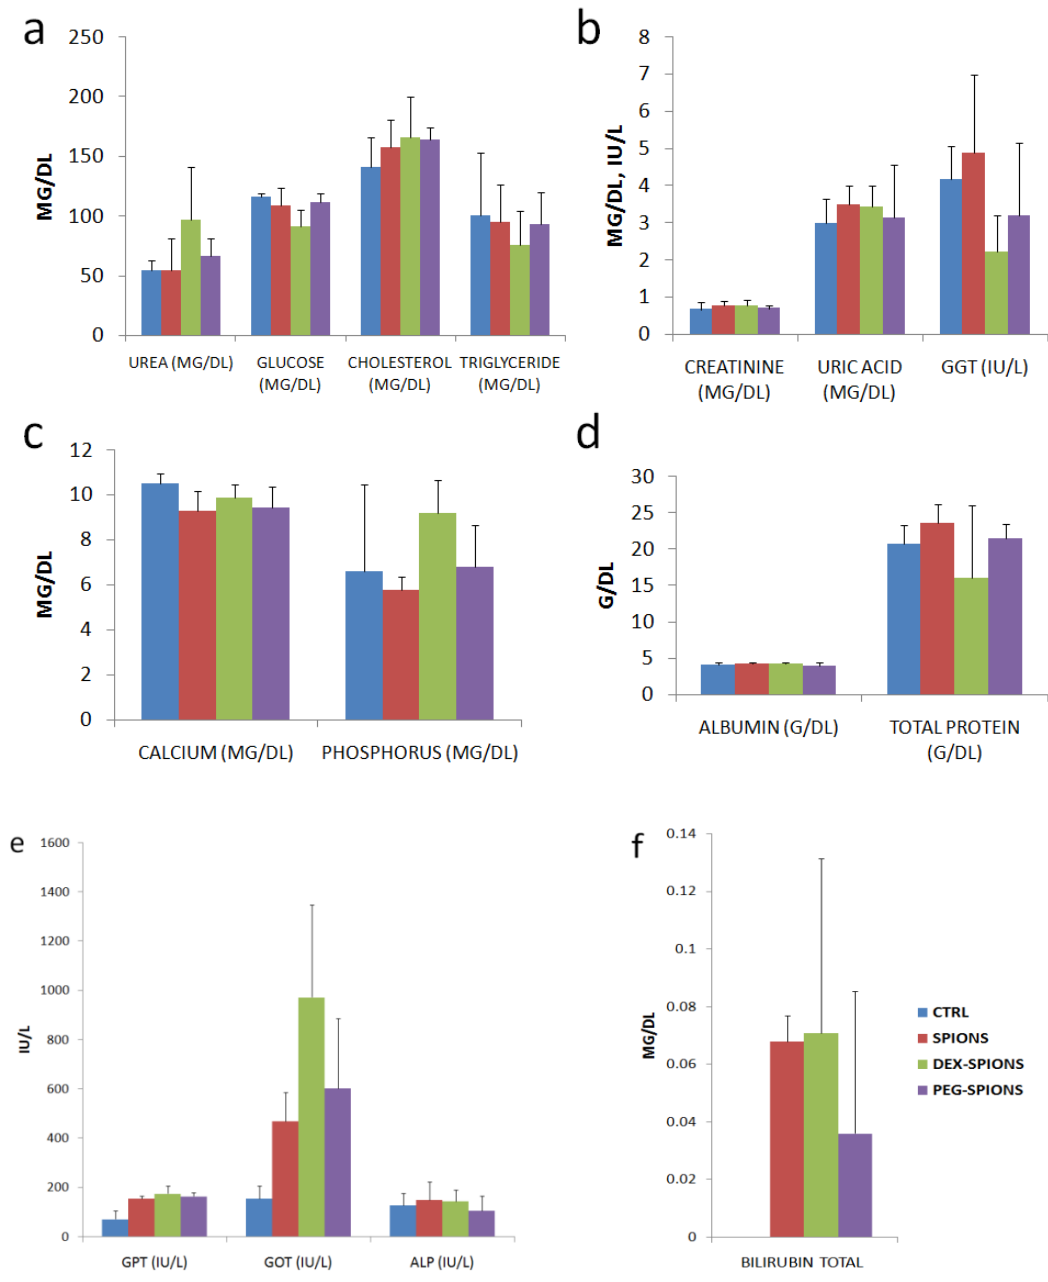 a
250
200
150
100
50
0
MG/DL
UREA (MG/DL)
GLUCOSE
(MG/DL)
CHOLESTEROL
(MG/DL)
TRIGLYCERIDE
(MG/DL)
b
8
7
6
5
4
3
2
1
0
MG/DL, IU/L
CREATININE
(MG/DL)
URIC ACID
(MG/DL)
GGT (IU/L)
c
12
10
8
6
4
2
0
MG/DL
CALCIUM (MG/DL)
PHOSPHORUS (MG/DL)
d
30
25
20
15
10
5
0
G/DL
ALBUMIN (G/DL)
TOTAL PROTEIN
(G/DL)
e
1600
1400
1200
1000
800
600
400
200
0
IU/L
GPT (IU/L)
GOT (IU/L)
ALP (IU/L)
f
0.14
0.12
0.1
0.08
0.06
0.04
0.02
0
MG/DL
BILIRUBIN TOTAL
CTRL
SPIONS
DEX-SPIONS
PEG-SPIONS